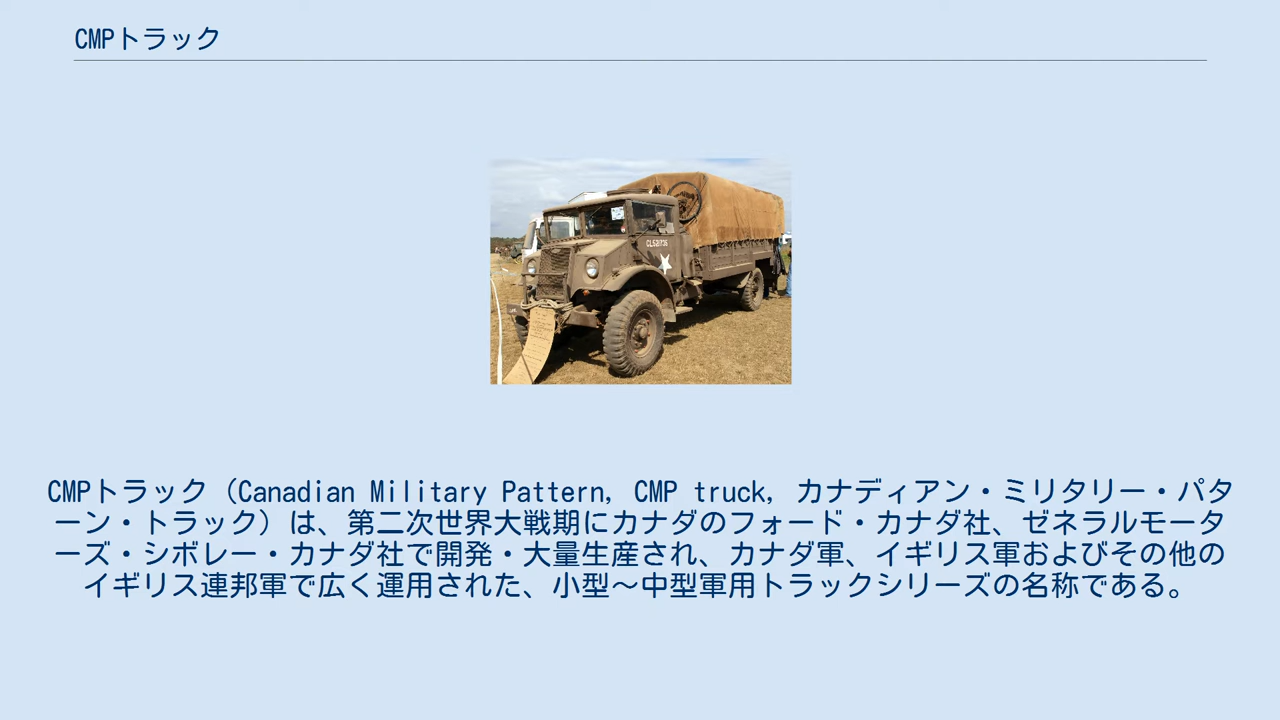 CMPトラック
CL5221735
CMPトラック（Canadian Military Pattern, CMP truck, カナディアン・ミリタリー・パタ
ーン・トラック）は、第二次世界大戦期にカナダのフォード・カナダ社、ゼネラルモータ
ーズ・シボレー・カナダ社で開発・大量生産され、カナダ軍、イギリス軍およびその他の
イギリス連邦軍で広く運用された、小型～中型軍用トラックシリーズの名称である。